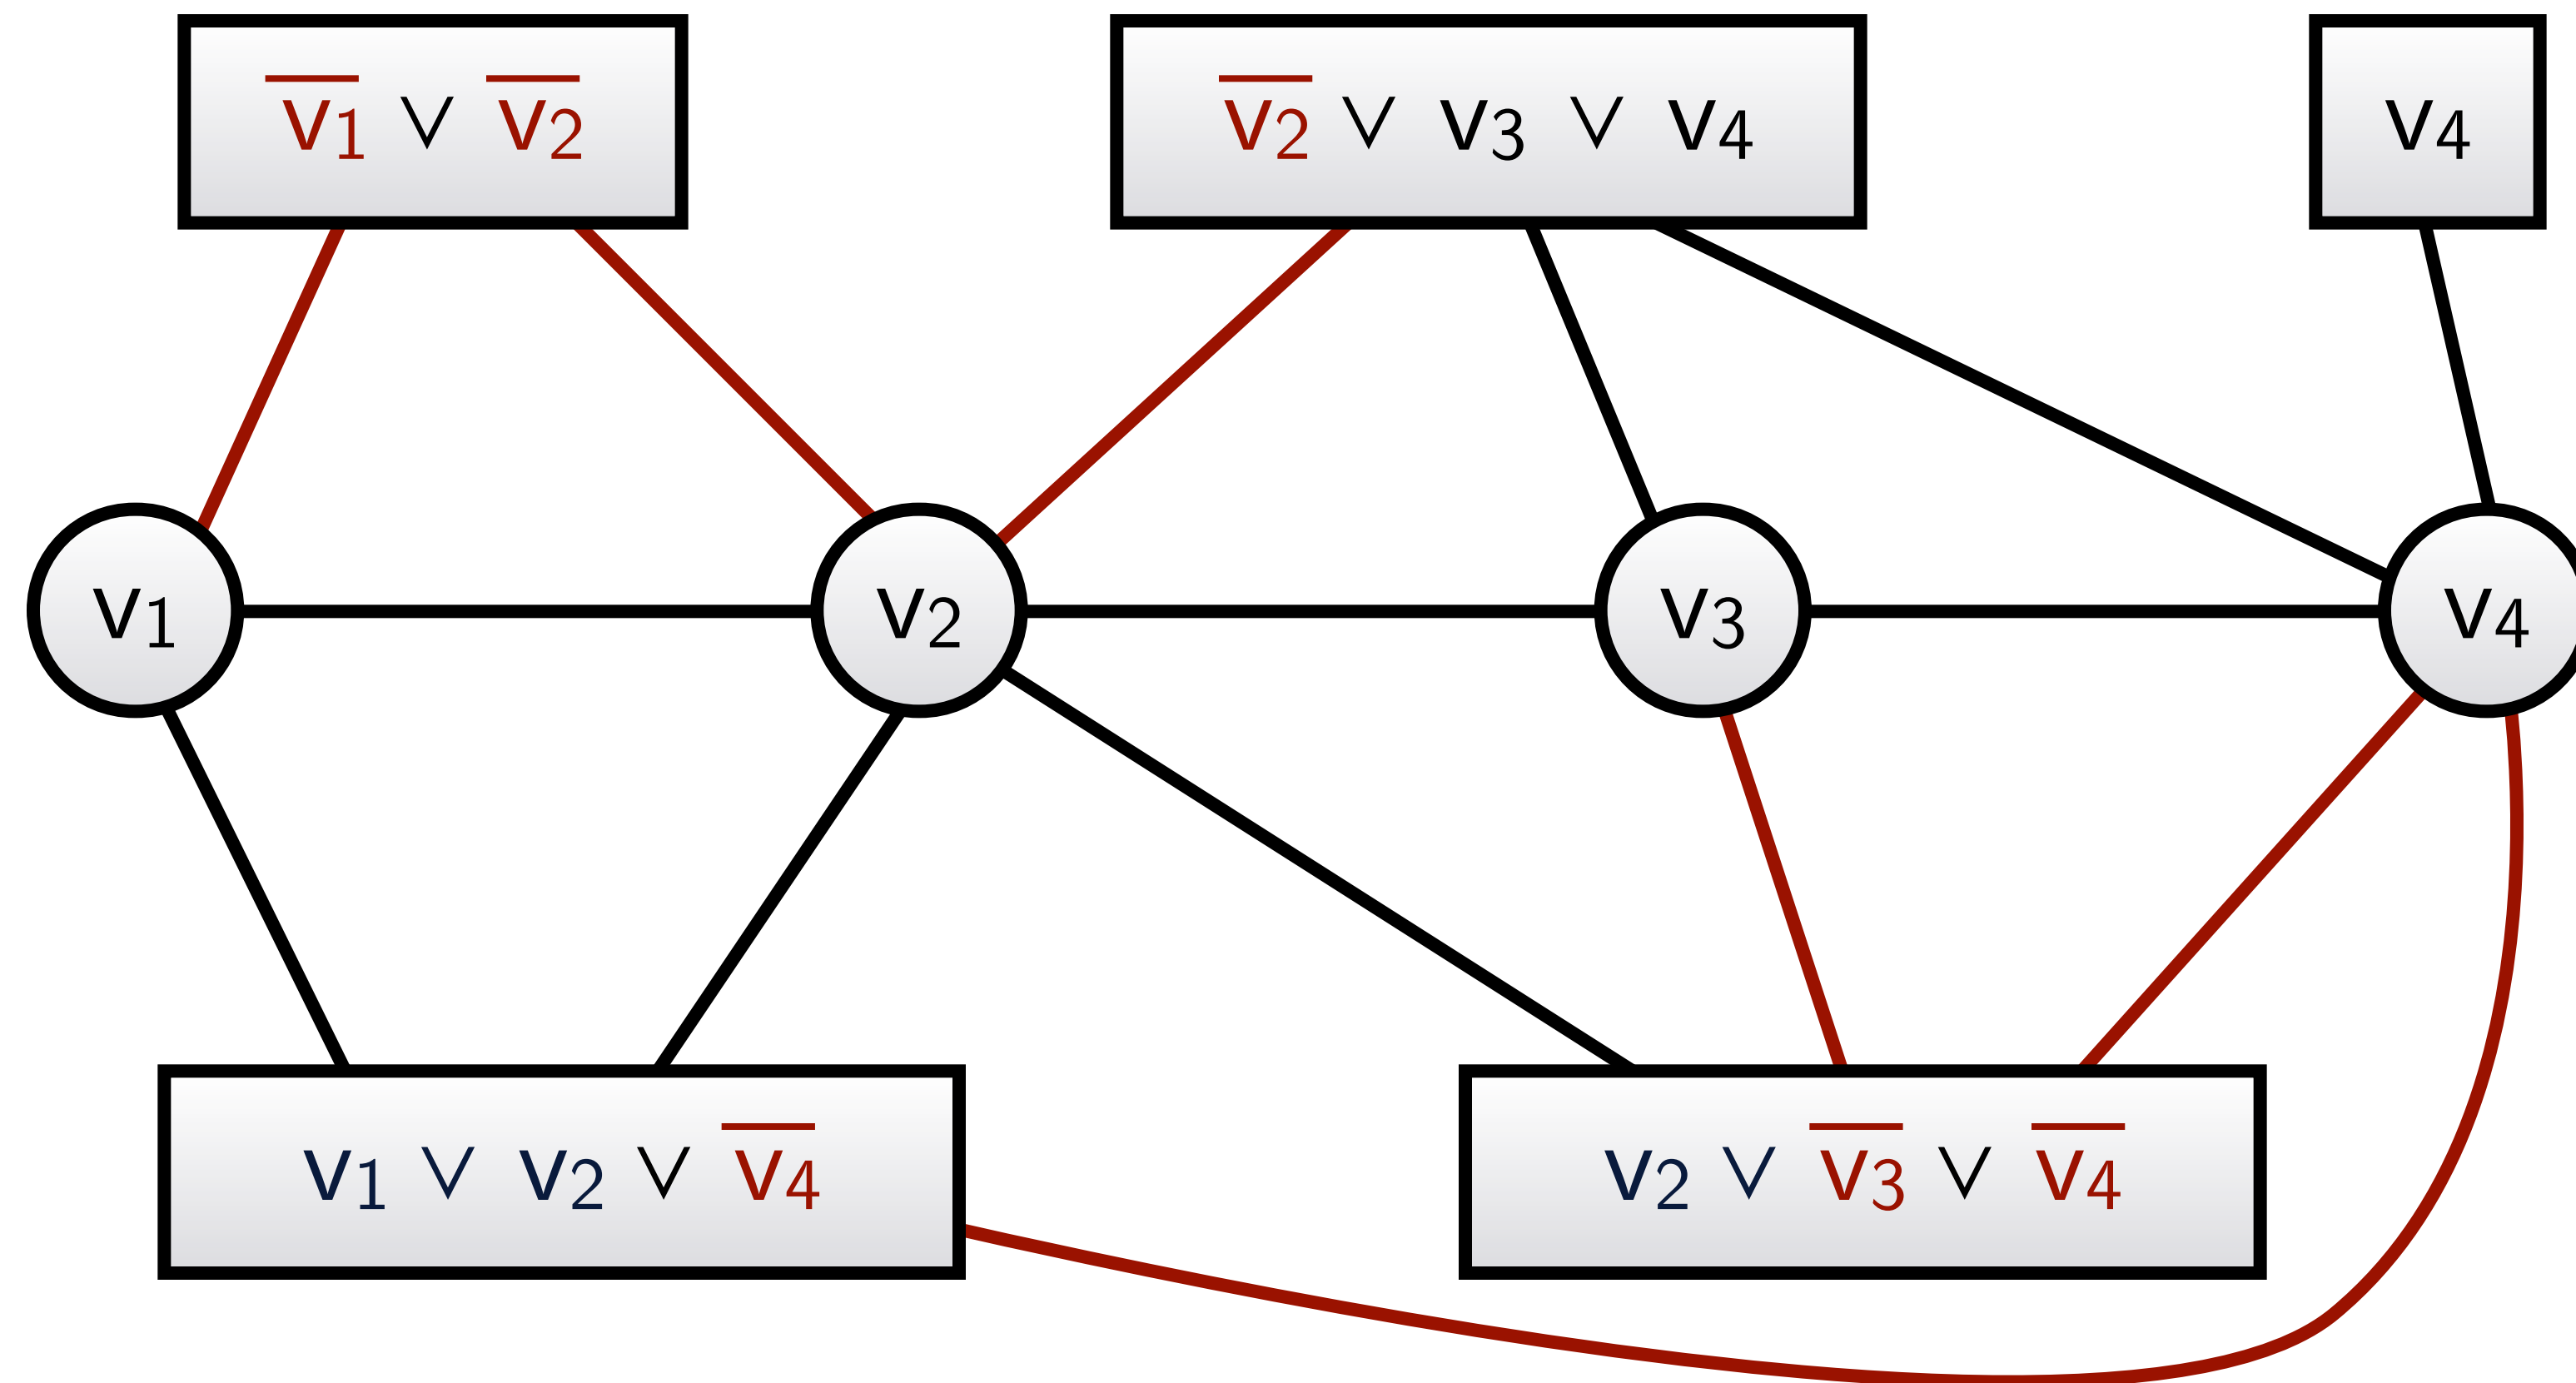 v̅₁ ∨ v̅₂
v̅₂ ∨ v₃ ∨ v₄
v₄
v₁
v₂
v₃
v₄
v₁ ∨ v₂ ∨ v̅₄
v₂ ∨ v̅₃ ∨ v̅₄